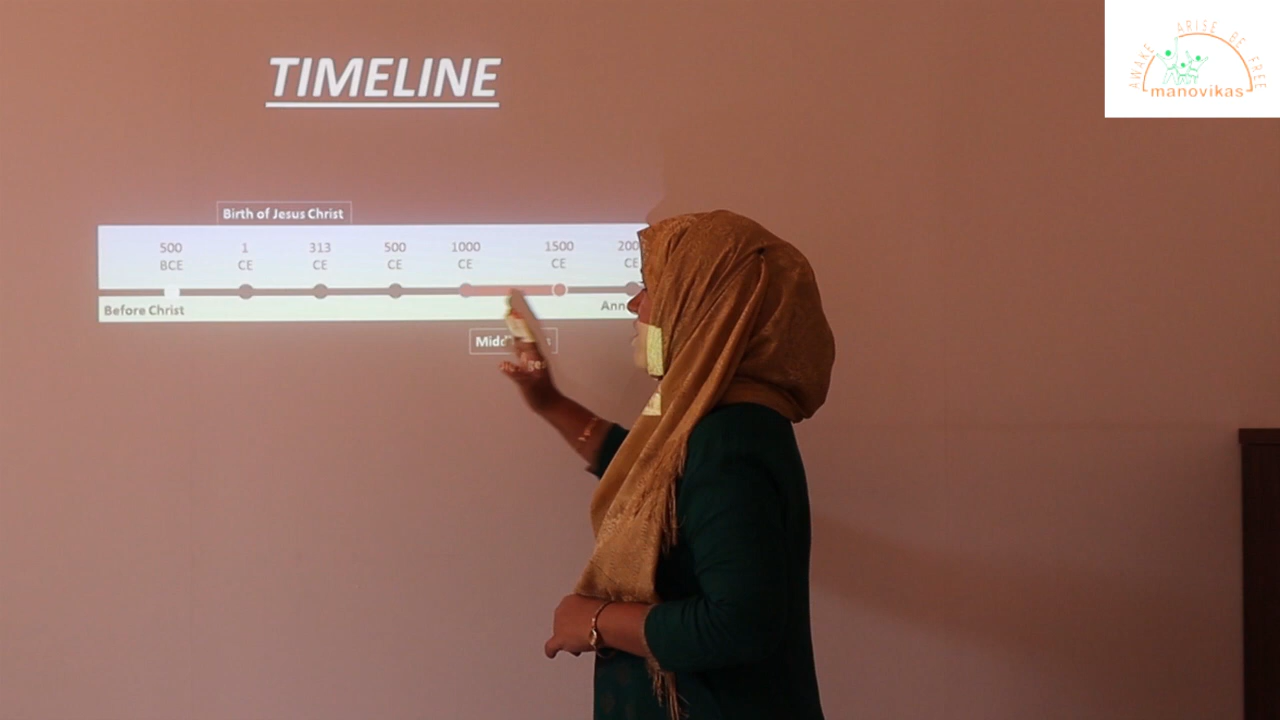 AWAKE ARISE BE FREE
manovikas
TIMELINE
Birth of Jesus Christ
500 1 313 500 1000 1500
BCE CE CE CE CE CE CE
Before Christ